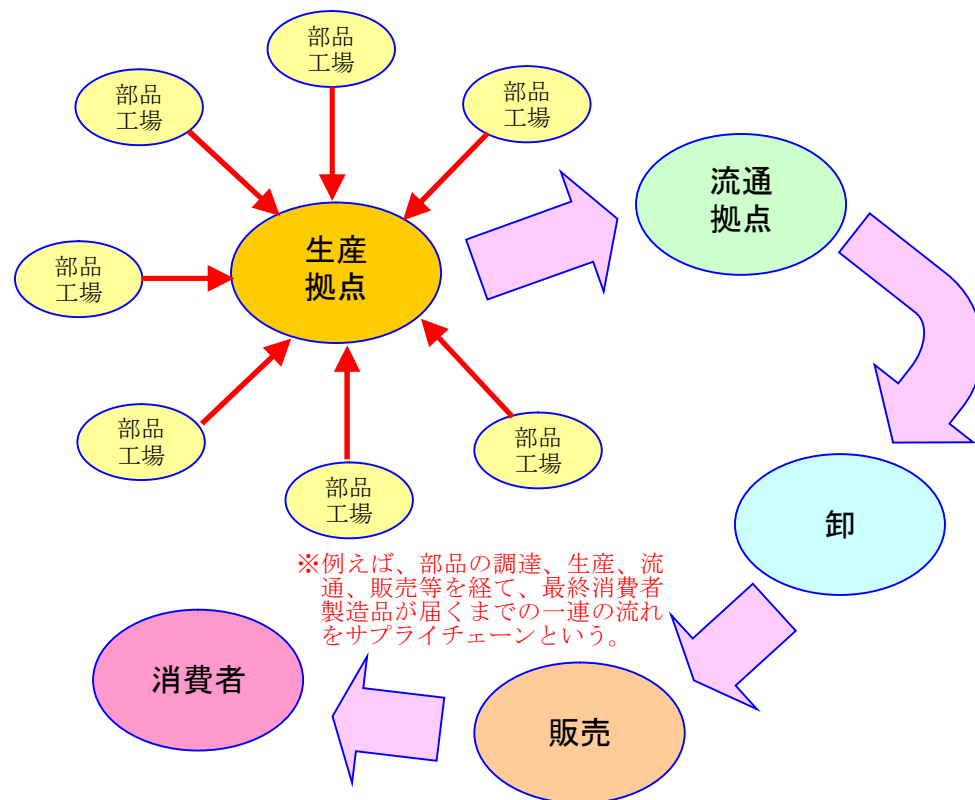 部品
工場
部品
工場
部品
工場
部品
工場
部品
工場
部品
工場
部品
工場
生産
拠点
流通
拠点
卸
※例えば、部品の調達、生産、流
通、販売等を経て、最終消費者
製造品が届くまでの一連の流れ
をサプライチェーンという。
販売
消費者